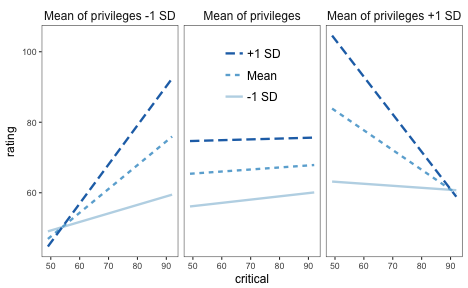 Mean of privileges -1 SD
Mean of privileges
Mean of privileges +1 SD
+1 SD
Mean
-1 SD
rating
100
80
60
50 60 70 80 90
50 60 70 80 90
50 60 70 80 90
critical